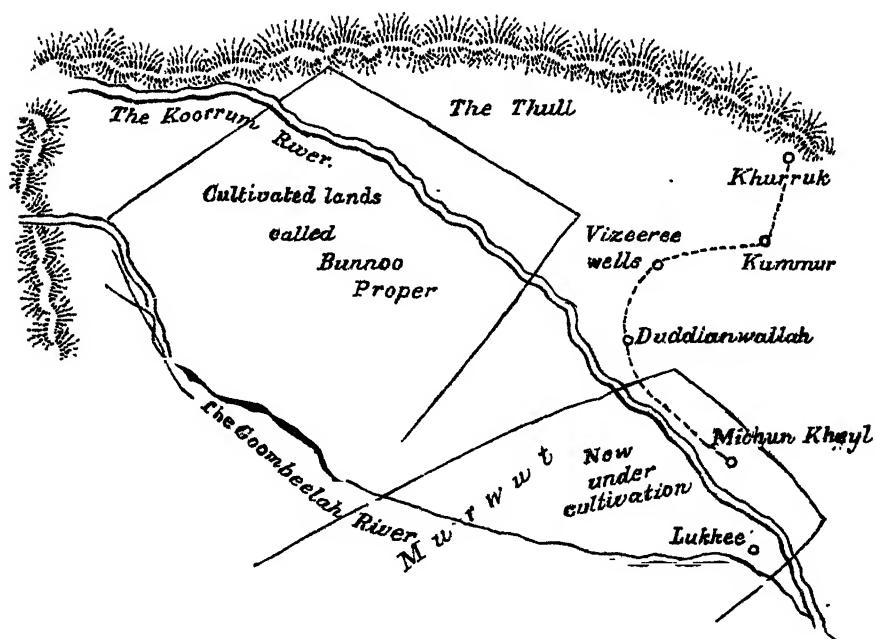 The Thull
The Koorrum
River.
Khurruk
Cultivated lands
called
Bunnoo
Proper
Vizeeree
wells
Kummur
Duddianwallah
Michun Kheyl
The Goombeelah River.
Murwut
Now
under
cultivation
Lukkee